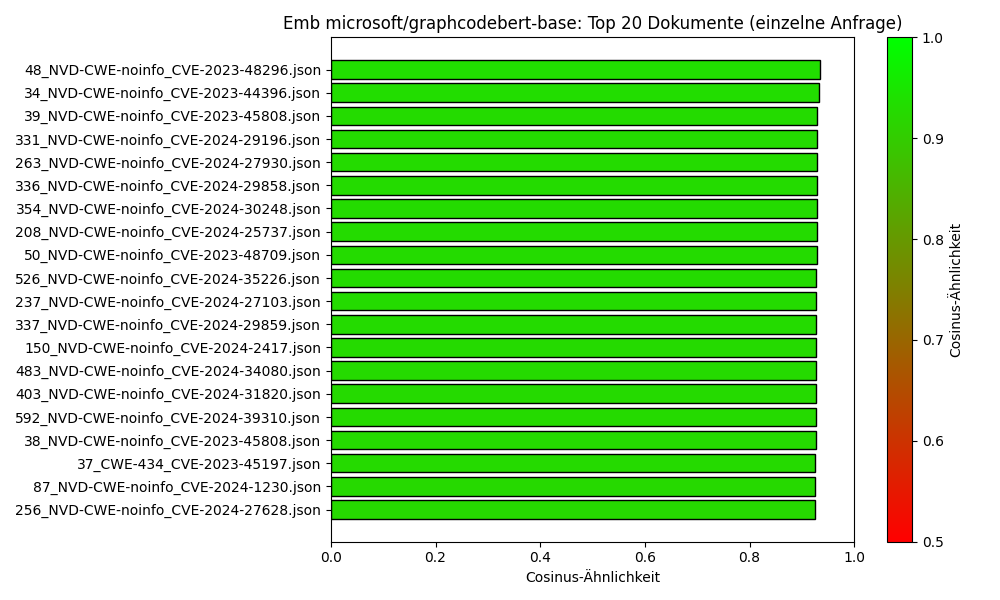 Emb microsoft/graphcodebert-base: Top 20 Dokumente (einzelne Anfrage)
48_NVD-CWE-noinfo_CVE-2023-48296.json
34_NVD-CWE-noinfo_CVE-2023-44396.json
39_NVD-CWE-noinfo_CVE-2023-45808.json
331_NVD-CWE-noinfo_CVE-2024-29196.json
263_NVD-CWE-noinfo_CVE-2024-27930.json
336_NVD-CWE-noinfo_CVE-2024-29858.json
354_NVD-CWE-noinfo_CVE-2024-30248.json
208_NVD-CWE-noinfo_CVE-2024-25737.json
50_NVD-CWE-noinfo_CVE-2023-48709.json
526_NVD-CWE-noinfo_CVE-2024-35226.json
237_NVD-CWE-noinfo_CVE-2024-27103.json
337_NVD-CWE-noinfo_CVE-2024-29859.json
150_NVD-CWE-noinfo_CVE-2024-2417.json
483_NVD-CWE-noinfo_CVE-2024-34080.json
403_NVD-CWE-noinfo_CVE-2024-31820.json
592_NVD-CWE-noinfo_CVE-2024-39310.json
38_NVD-CWE-noinfo_CVE-2023-45808.json
37_CWE-434_CVE-2023-45197.json
87_NVD-CWE-noinfo_CVE-2024-1230.json
256_NVD-CWE-noinfo_CVE-2024-27628.json
0.0 0.2 0.4 0.6 0.8 1.0
Cosinus-Ähnlichkeit
1.0
0.9
0.8
0.7
0.6
0.5
Cosinus-Ähnlichkeit